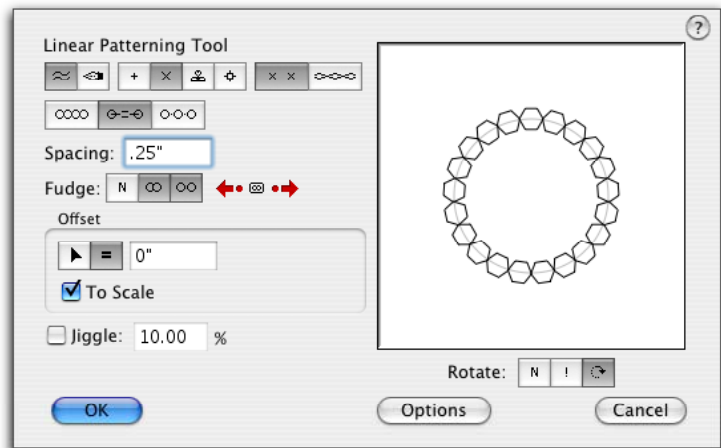 ?
Linear Patterning Tool
Spacing: .25"
Fudge: N
Offset
= 0"
To Scale
Jiggle: 10.00 %
Rotate: N !
OK Options Cancel